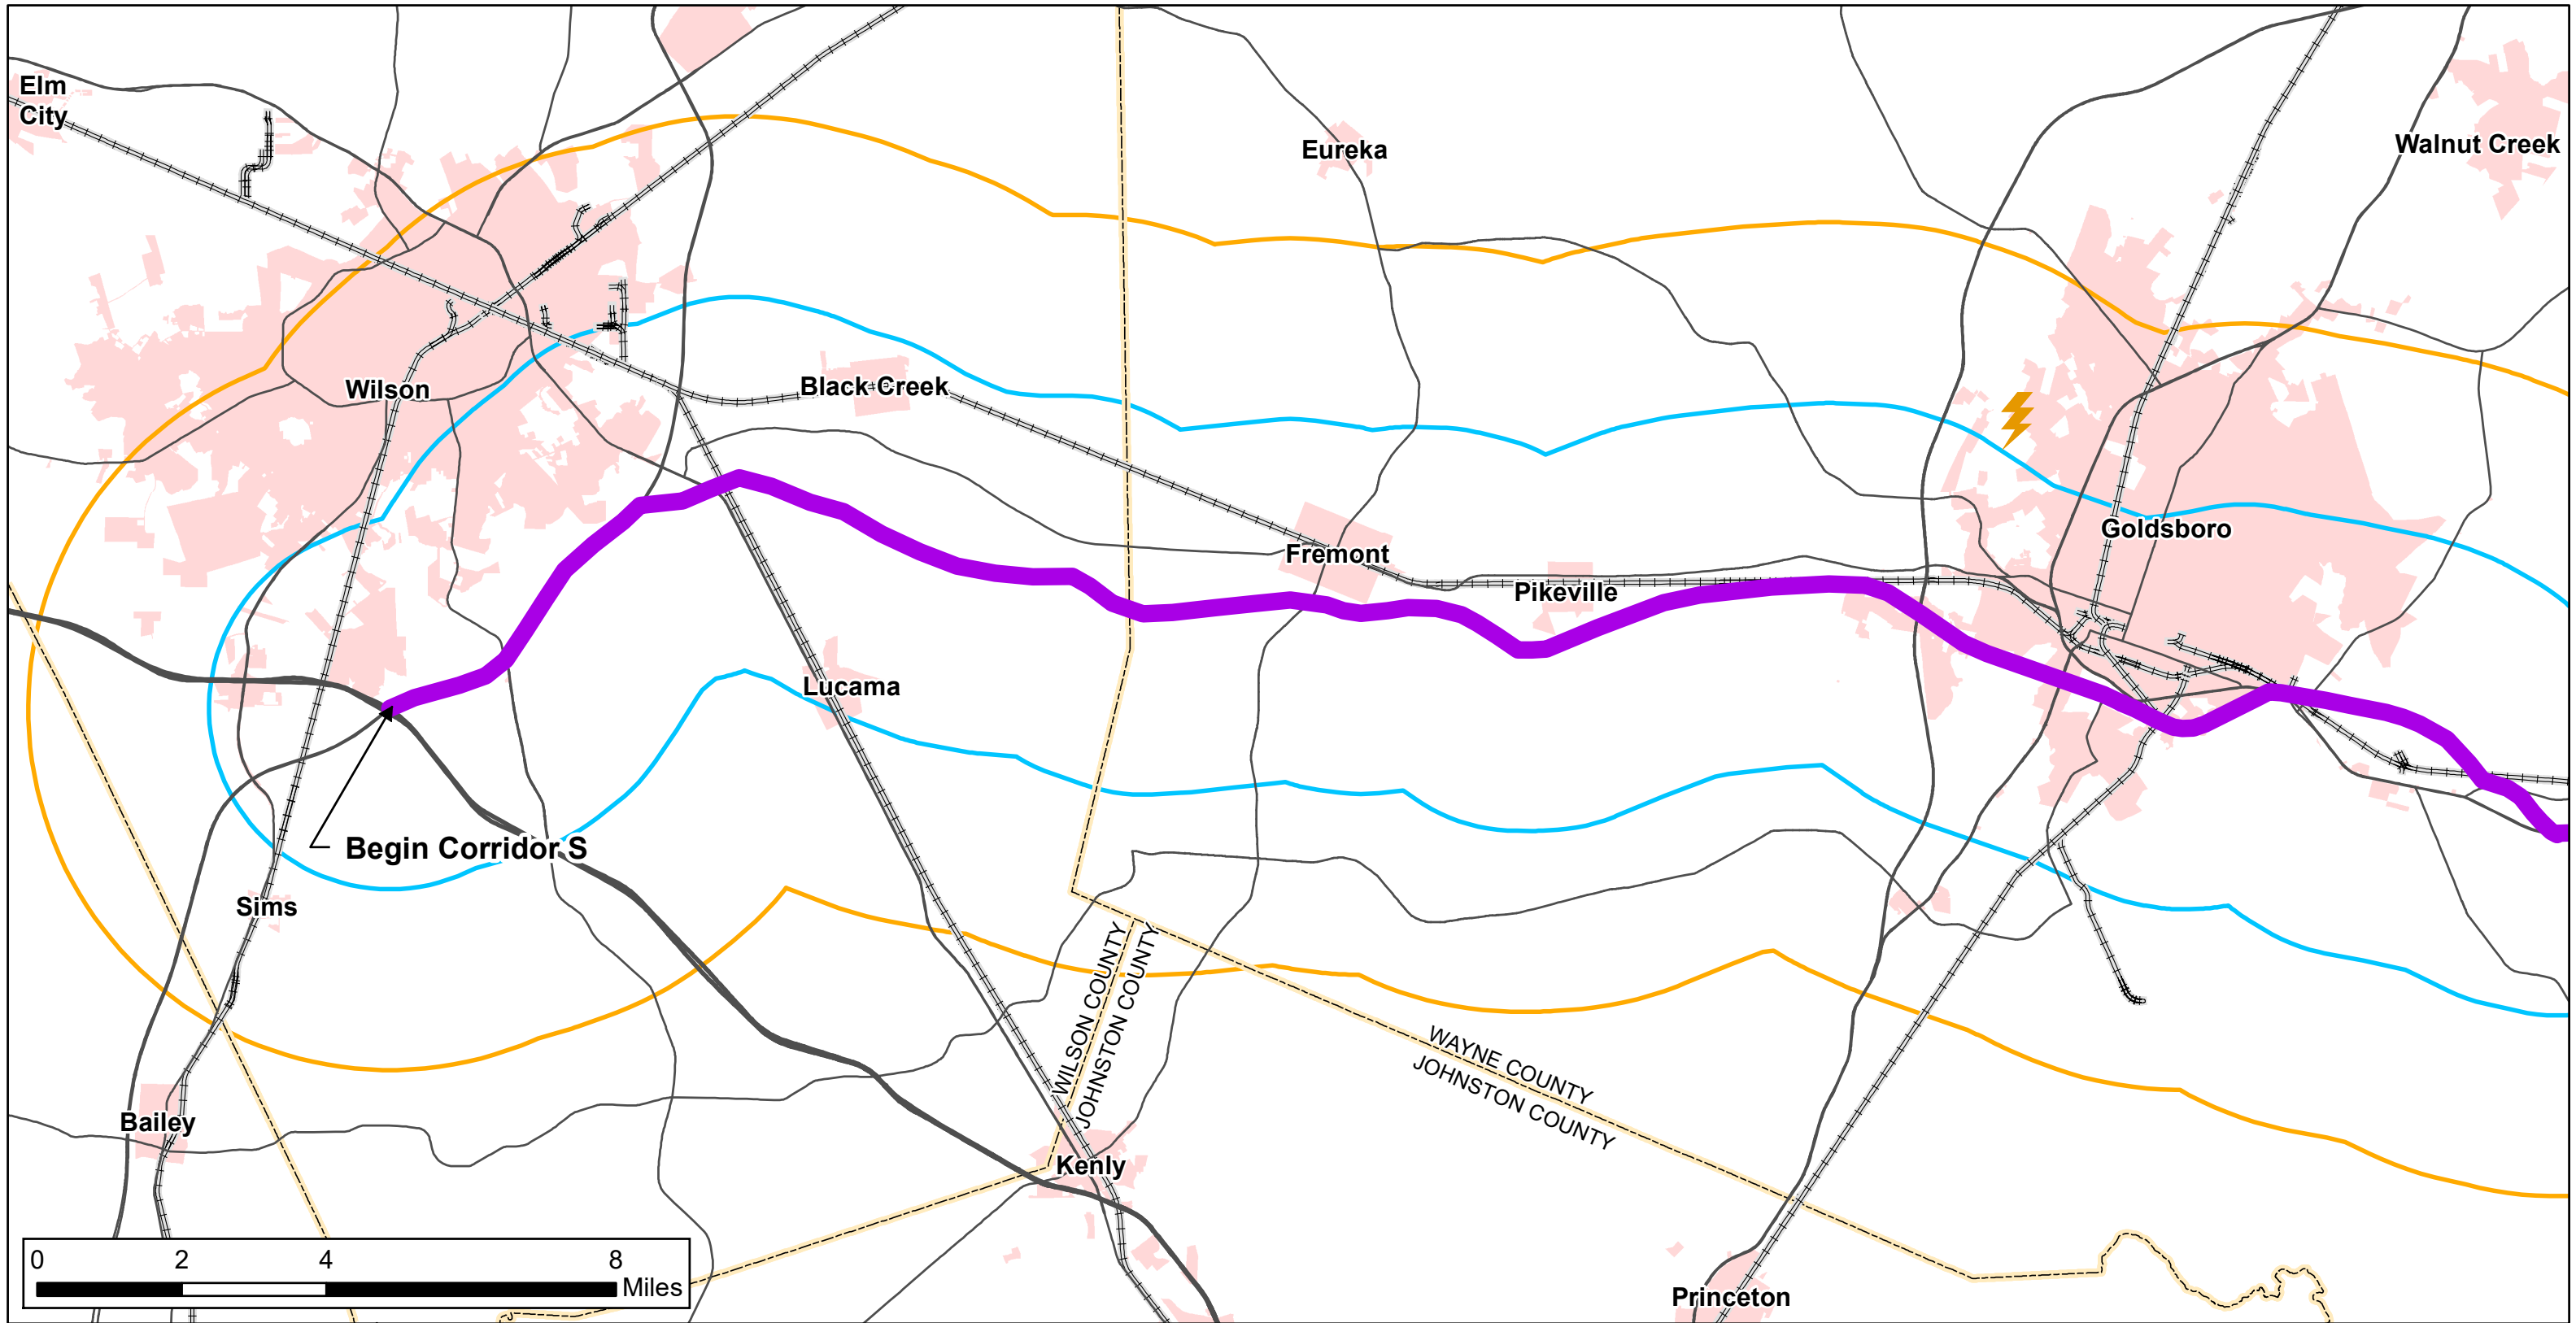 Elm
City
Eureka
Walnut Creek
Wilson
Black Creek
Goldsboro
Fremont
Pikeville
Lucama
Begin Corridor S
Sims
WILSON COUNTY
JOHNSTON COUNTY
WAYNE COUNTY
JOHNSTON COUNTY
Bailey
Kenly
Princeton
0 2 4 8
Miles